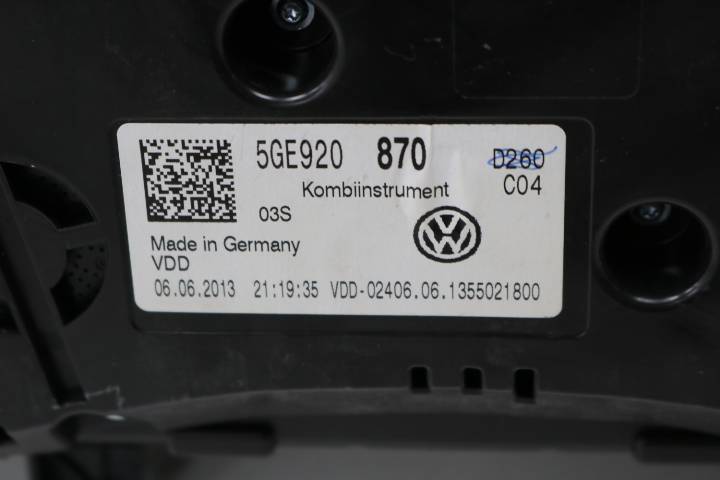 5GE920 870 D260
Kombiinstrument C04
03S
Made in Germany
VDD
06.06.2013 21:19:35 VDD-02406.06.1355021800